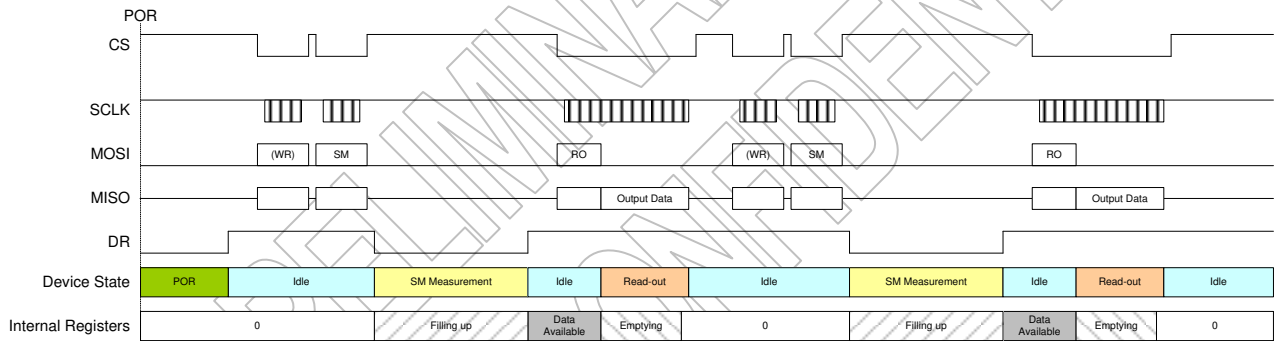 POR
CS
SCLK
MOSI (WR) SM RO (WR) SM RO
MISO Output Data Output Data
DR
Device State POR Idle SM Measurement Idle Read-out Idle SM Measurement Idle Read-out Idle
Internal Registers 0 Filling up Data Available Emptying 0 Filling up Data Available Emptying 0